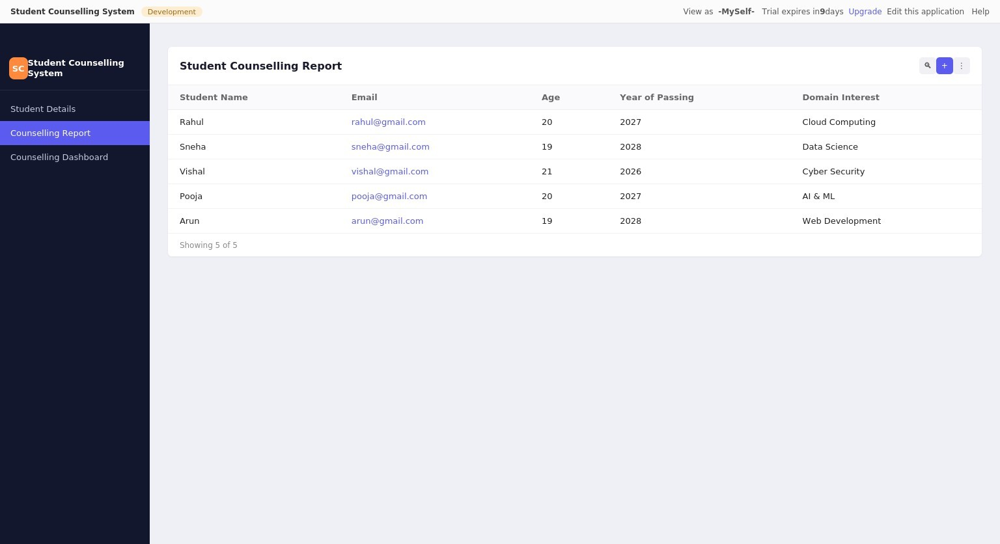 Student Counselling System Development View as -MySelf- Trial expires in9days Upgrade Edit this application Help
SC Student Counselling
System
Student Details
Counselling Report
Counselling Dashboard
Student Counselling Report + ⋮
Student Name Email Age Year of Passing Domain Interest
Rahul rahul@gmail.com 20 2027 Cloud Computing
Sneha sneha@gmail.com 19 2028 Data Science
Vishal vishal@gmail.com 21 2026 Cyber Security
Pooja pooja@gmail.com 20 2027 AI & ML
Arun arun@gmail.com 19 2028 Web Development
Showing 5 of 5